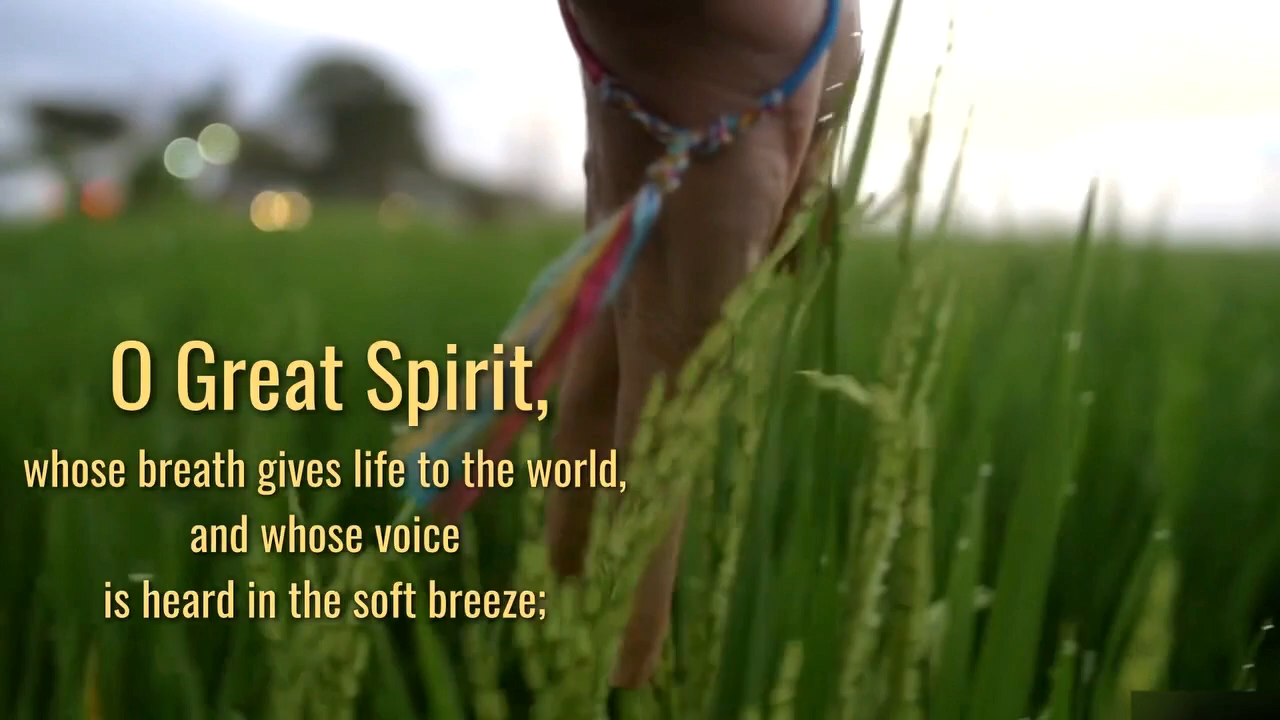 O Great Spirit,
whose breath gives life to the world,
and whose voice
is heard in the soft breeze;